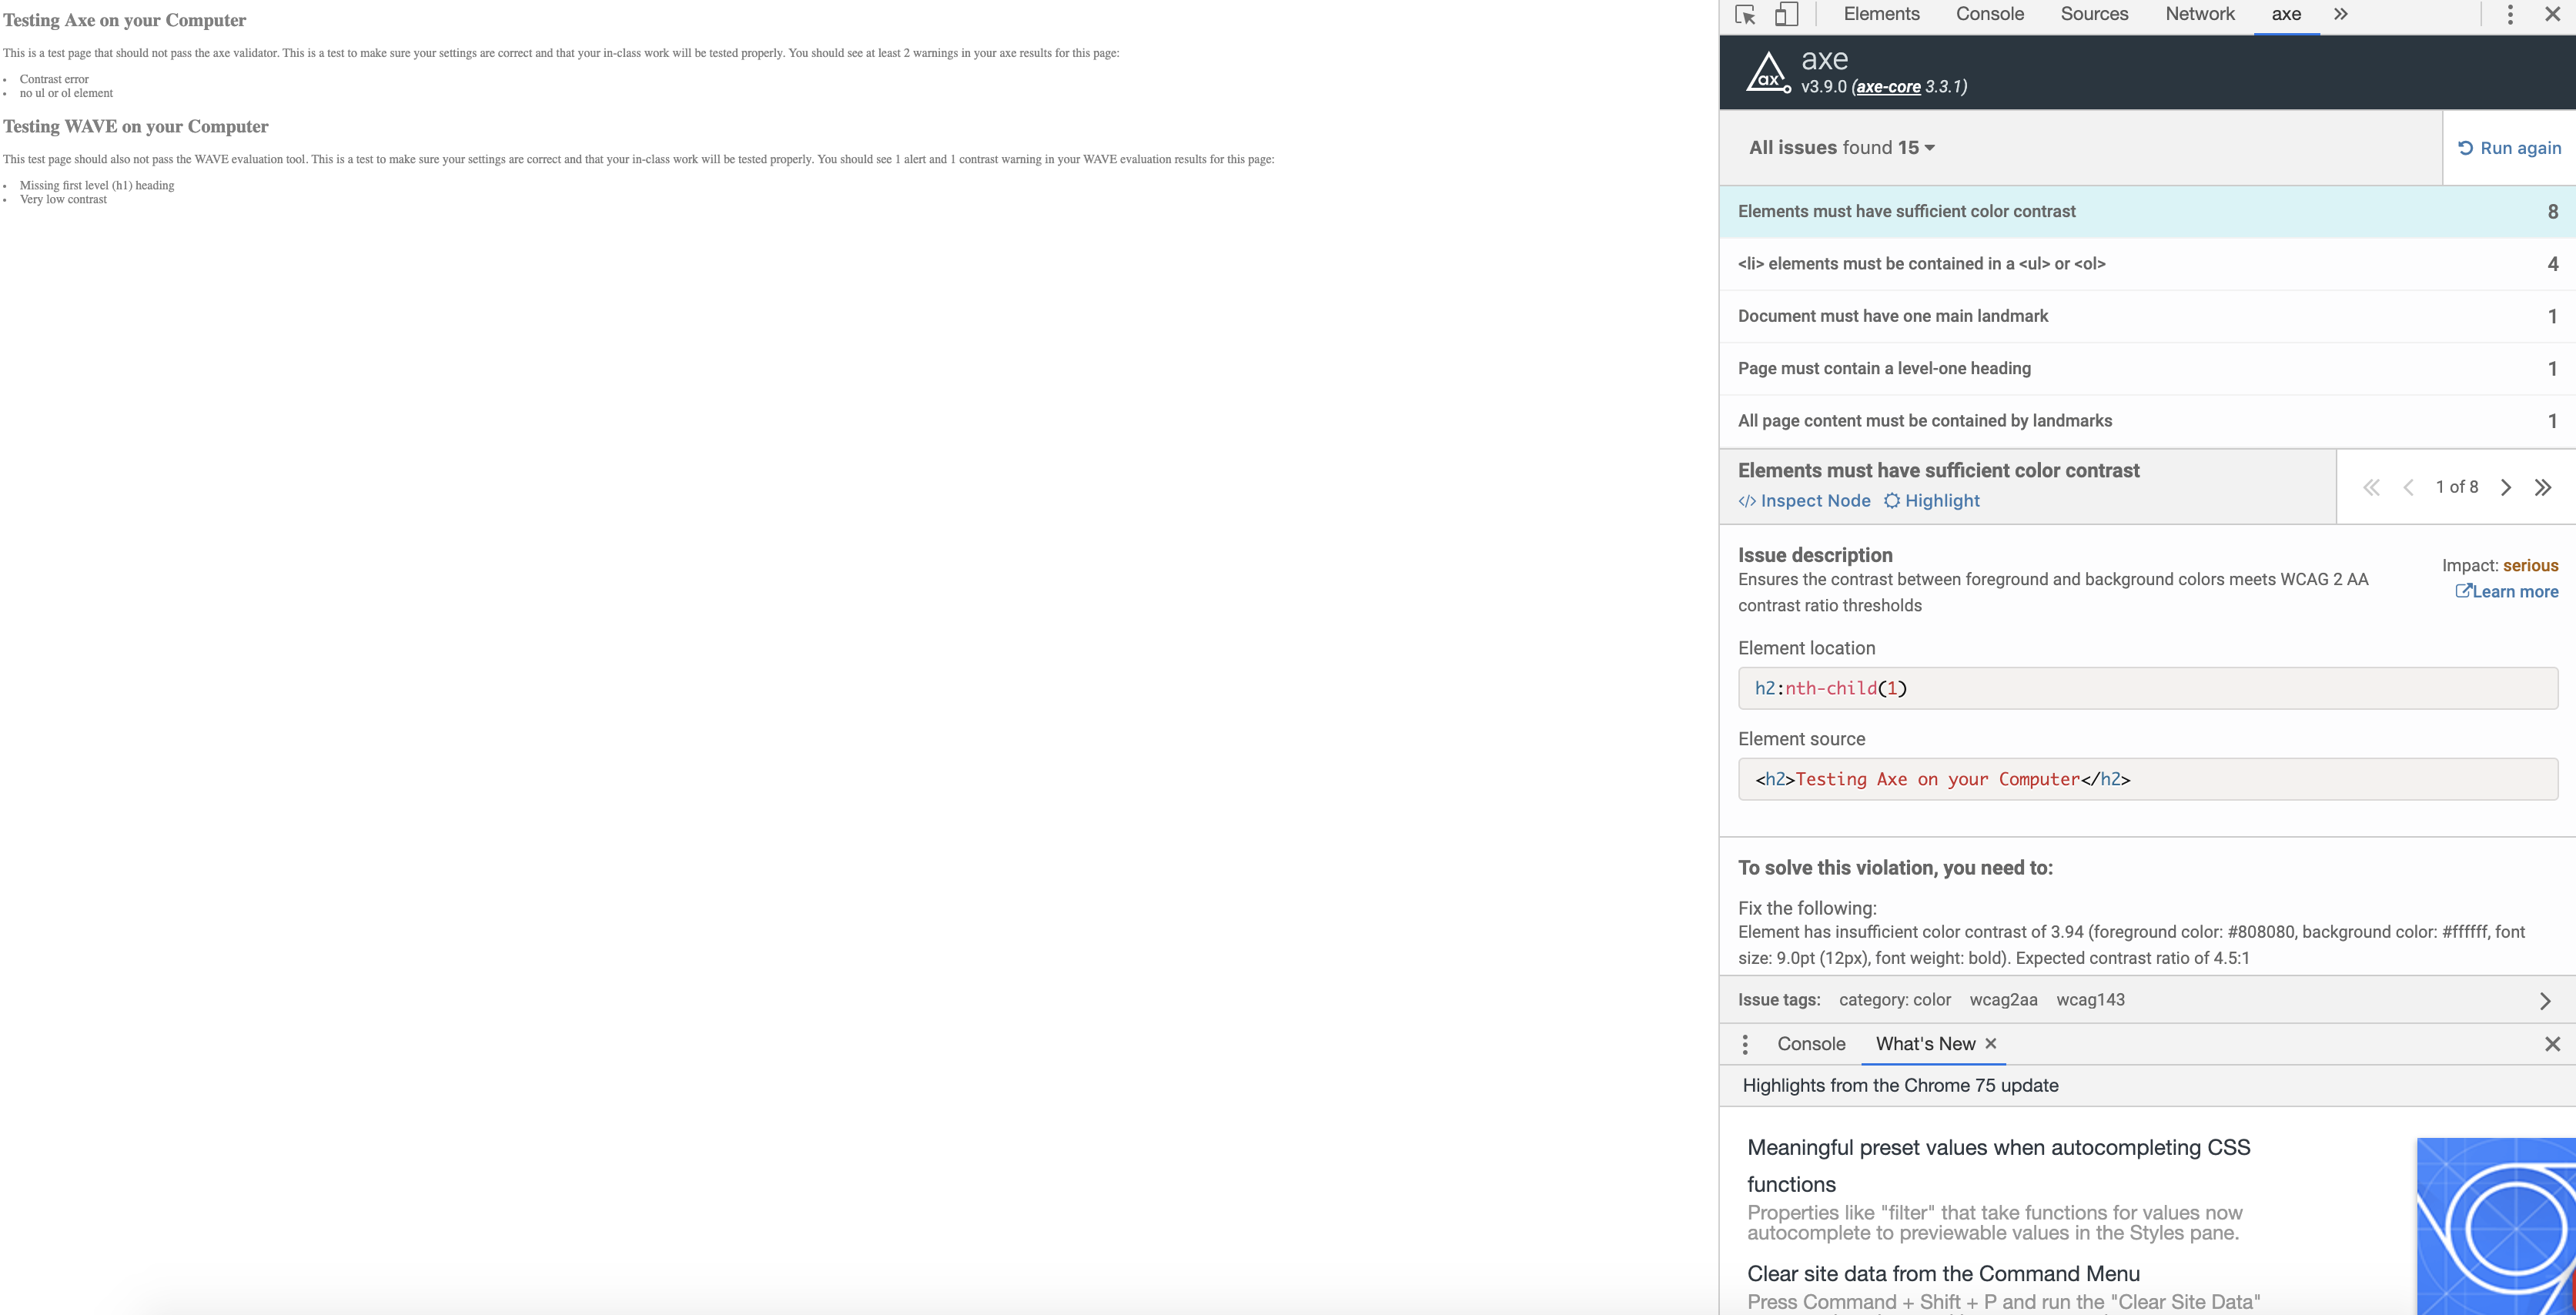 Testing Axe on your Computer
This is a test page that should not pass the axe validator. This is a test to make sure your settings are correct and that your in-class work will be tested properly. You should see at least 2 warnings in your axe results for this page:
• Contrast error
• no ul or ol element
Testing WAVE on your Computer
This test page should also not pass the WAVE evaluation tool. This is a test to make sure your settings are correct and that your in-class work will be tested properly. You should see 1 alert and 1 contrast warning in your WAVE evaluation results for this page:
• Missing first level (h1) heading
• Very low contrast
Elements Console Sources Network axe »
ax
axe
v3.9.0 (axe-core 3.3.1)
All issues found 15
Run again
Elements must have sufficient color contrast 8
<li> elements must be contained in a <ul> or <ol> 4
Document must have one main landmark 1
Page must contain a level-one heading 1
All page content must be contained by landmarks 1
Elements must have sufficient color contrast
</> Inspect Node Highlight
1 of 8
Issue description
Ensures the contrast between foreground and background colors meets WCAG 2 AA
contrast ratio thresholds
Impact: serious
Learn more
Element location
h2:nth-child(1)
Element source
<h2>Testing Axe on your Computer</h2>
To solve this violation, you need to:
Fix the following:
Element has insufficient color contrast of 3.94 (foreground color: #808080, background color: #ffffff, font
size: 9.0pt (12px), font weight: bold). Expected contrast ratio of 4.5:1
Issue tags: category: color wcag2aa wcag143
Console What's New ×
Highlights from the Chrome 75 update
Meaningful preset values when autocompleting CSS
functions
Properties like "filter" that take functions for values now
autocomplete to previewable values in the Styles pane.
Clear site data from the Command Menu
Press Command + Shift + P and run the "Clear Site Data"